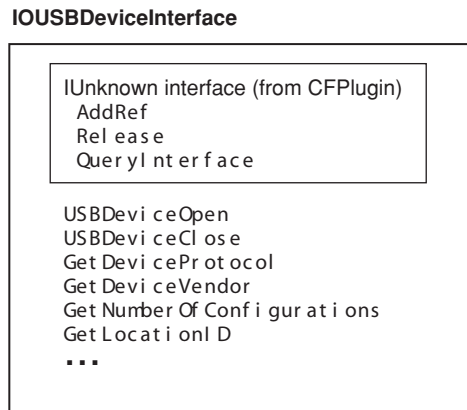 IOUSBDeviceInterface
IUnknown interface (from CFPlugin)
AddRef
Release
QueryInterface
USBDeviceOpen
USBDeviceClose
GetDeviceProtocol
GetDeviceVendor
GetNumberOfConfigurations
GetLocationID
...